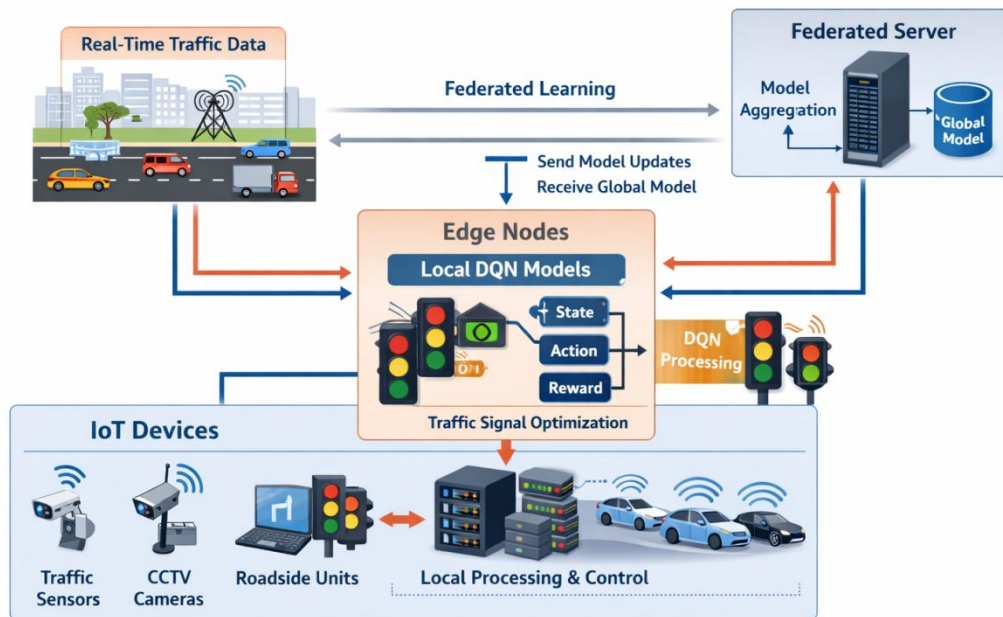 Real-Time Traffic Data
Federated Server
Model
Aggregation
Global
Model
Federated Learning
Send Model Updates
Receive Global Model
Edge Nodes
Local DQN Models
State
Action
Reward
DQN
Processing
Traffic Signal Optimization
IoT Devices
Traffic
Sensors
CCTV
Cameras
Roadside Units
Local Processing & Control